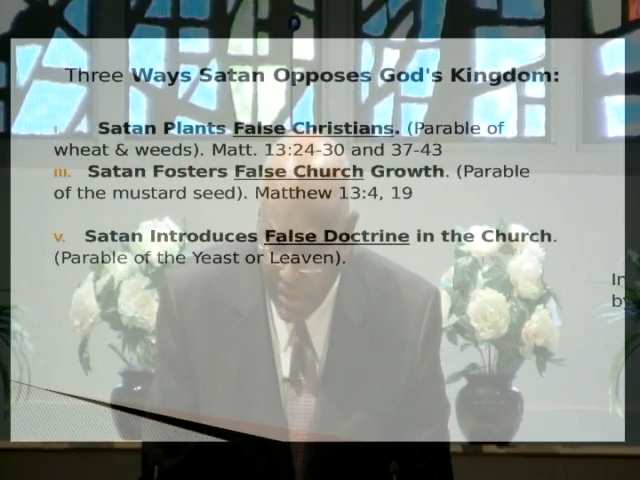 Three Ways Satan Opposes God's Kingdom:
I. Satan Plants False Christians. (Parable of
wheat & weeds). Matt. 13:24-30 and 37-43
III. Satan Fosters False Church Growth. (Parable
of the mustard seed). Matthew 13:4, 19
V. Satan Introduces False Doctrine in the Church.
(Parable of the Yeast or Leaven).
In
by